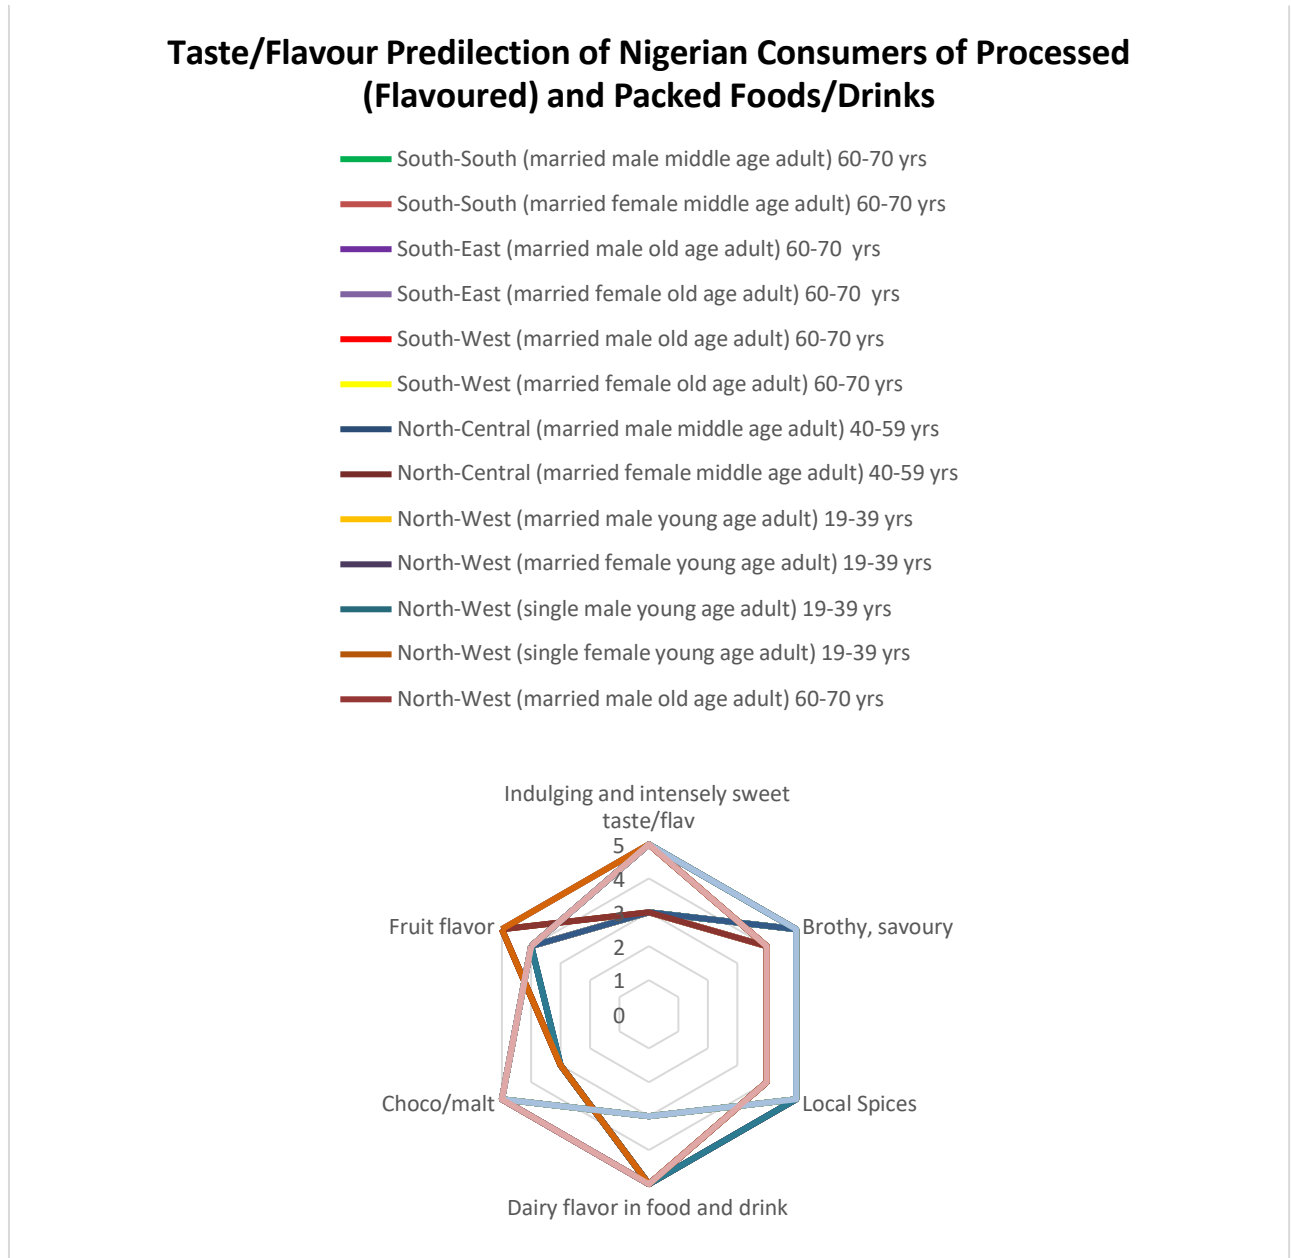 Taste/Flavour Predilection of Nigerian Consumers of Processed
(Flavoured) and Packed Foods/Drinks
South-South (married male middle age adult) 60-70 yrs
South-South (married female middle age adult) 60-70 yrs
South-East (married male old age adult) 60-70  yrs
South-East (married female old age adult) 60-70  yrs
South-West (married male old age adult) 60-70 yrs
South-West (married female old age adult) 60-70 yrs
North-Central (married male middle age adult) 40-59 yrs
North-Central (married female middle age adult) 40-59 yrs
North-West (married male young age adult) 19-39 yrs
North-West (married female young age adult) 19-39 yrs
North-West (single male young age adult) 19-39 yrs
North-West (single female young age adult) 19-39 yrs
North-West (married male old age adult) 60-70 yrs
Indulging and intensely sweet
taste/flav
5
4
3
Fruit flavor
Brothy, savoury
2
1
0
Choco/malt
Local Spices
Dairy flavor in food and drink